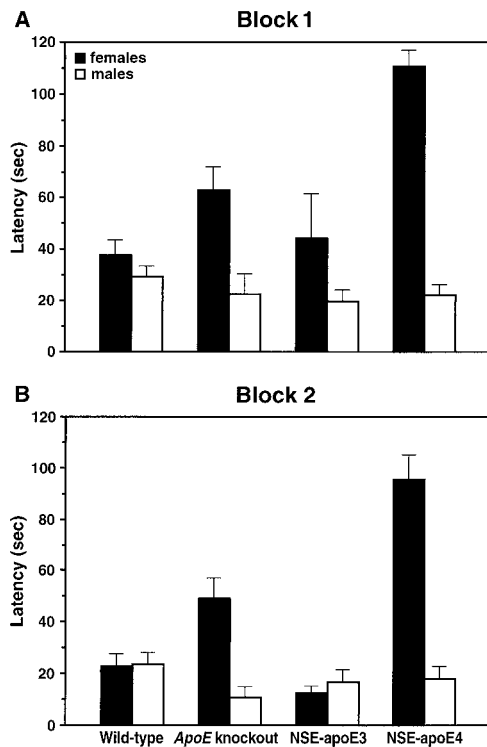 A Block 1
120
100
80
60
40
20
0
Latency (sec)
females
males
B Block 2
120
100
80
60
40
20
0
Latency (sec)
Wild-type ApoE knockout NSE-apoE3 NSE-apoE4